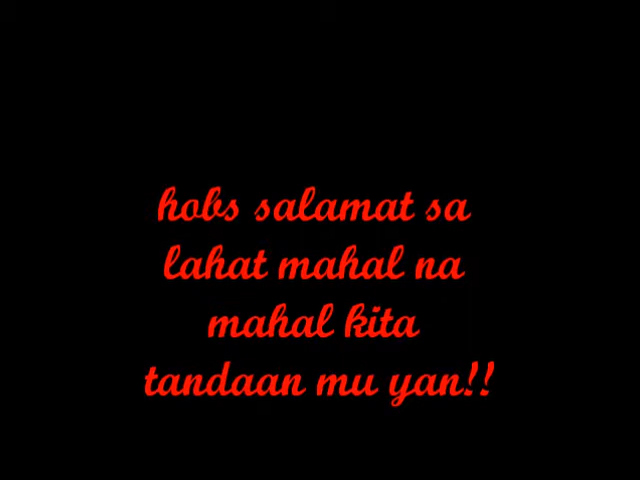 hobs salamat sa
lahat mahal na
mahal kita
tandaan mu yan!!